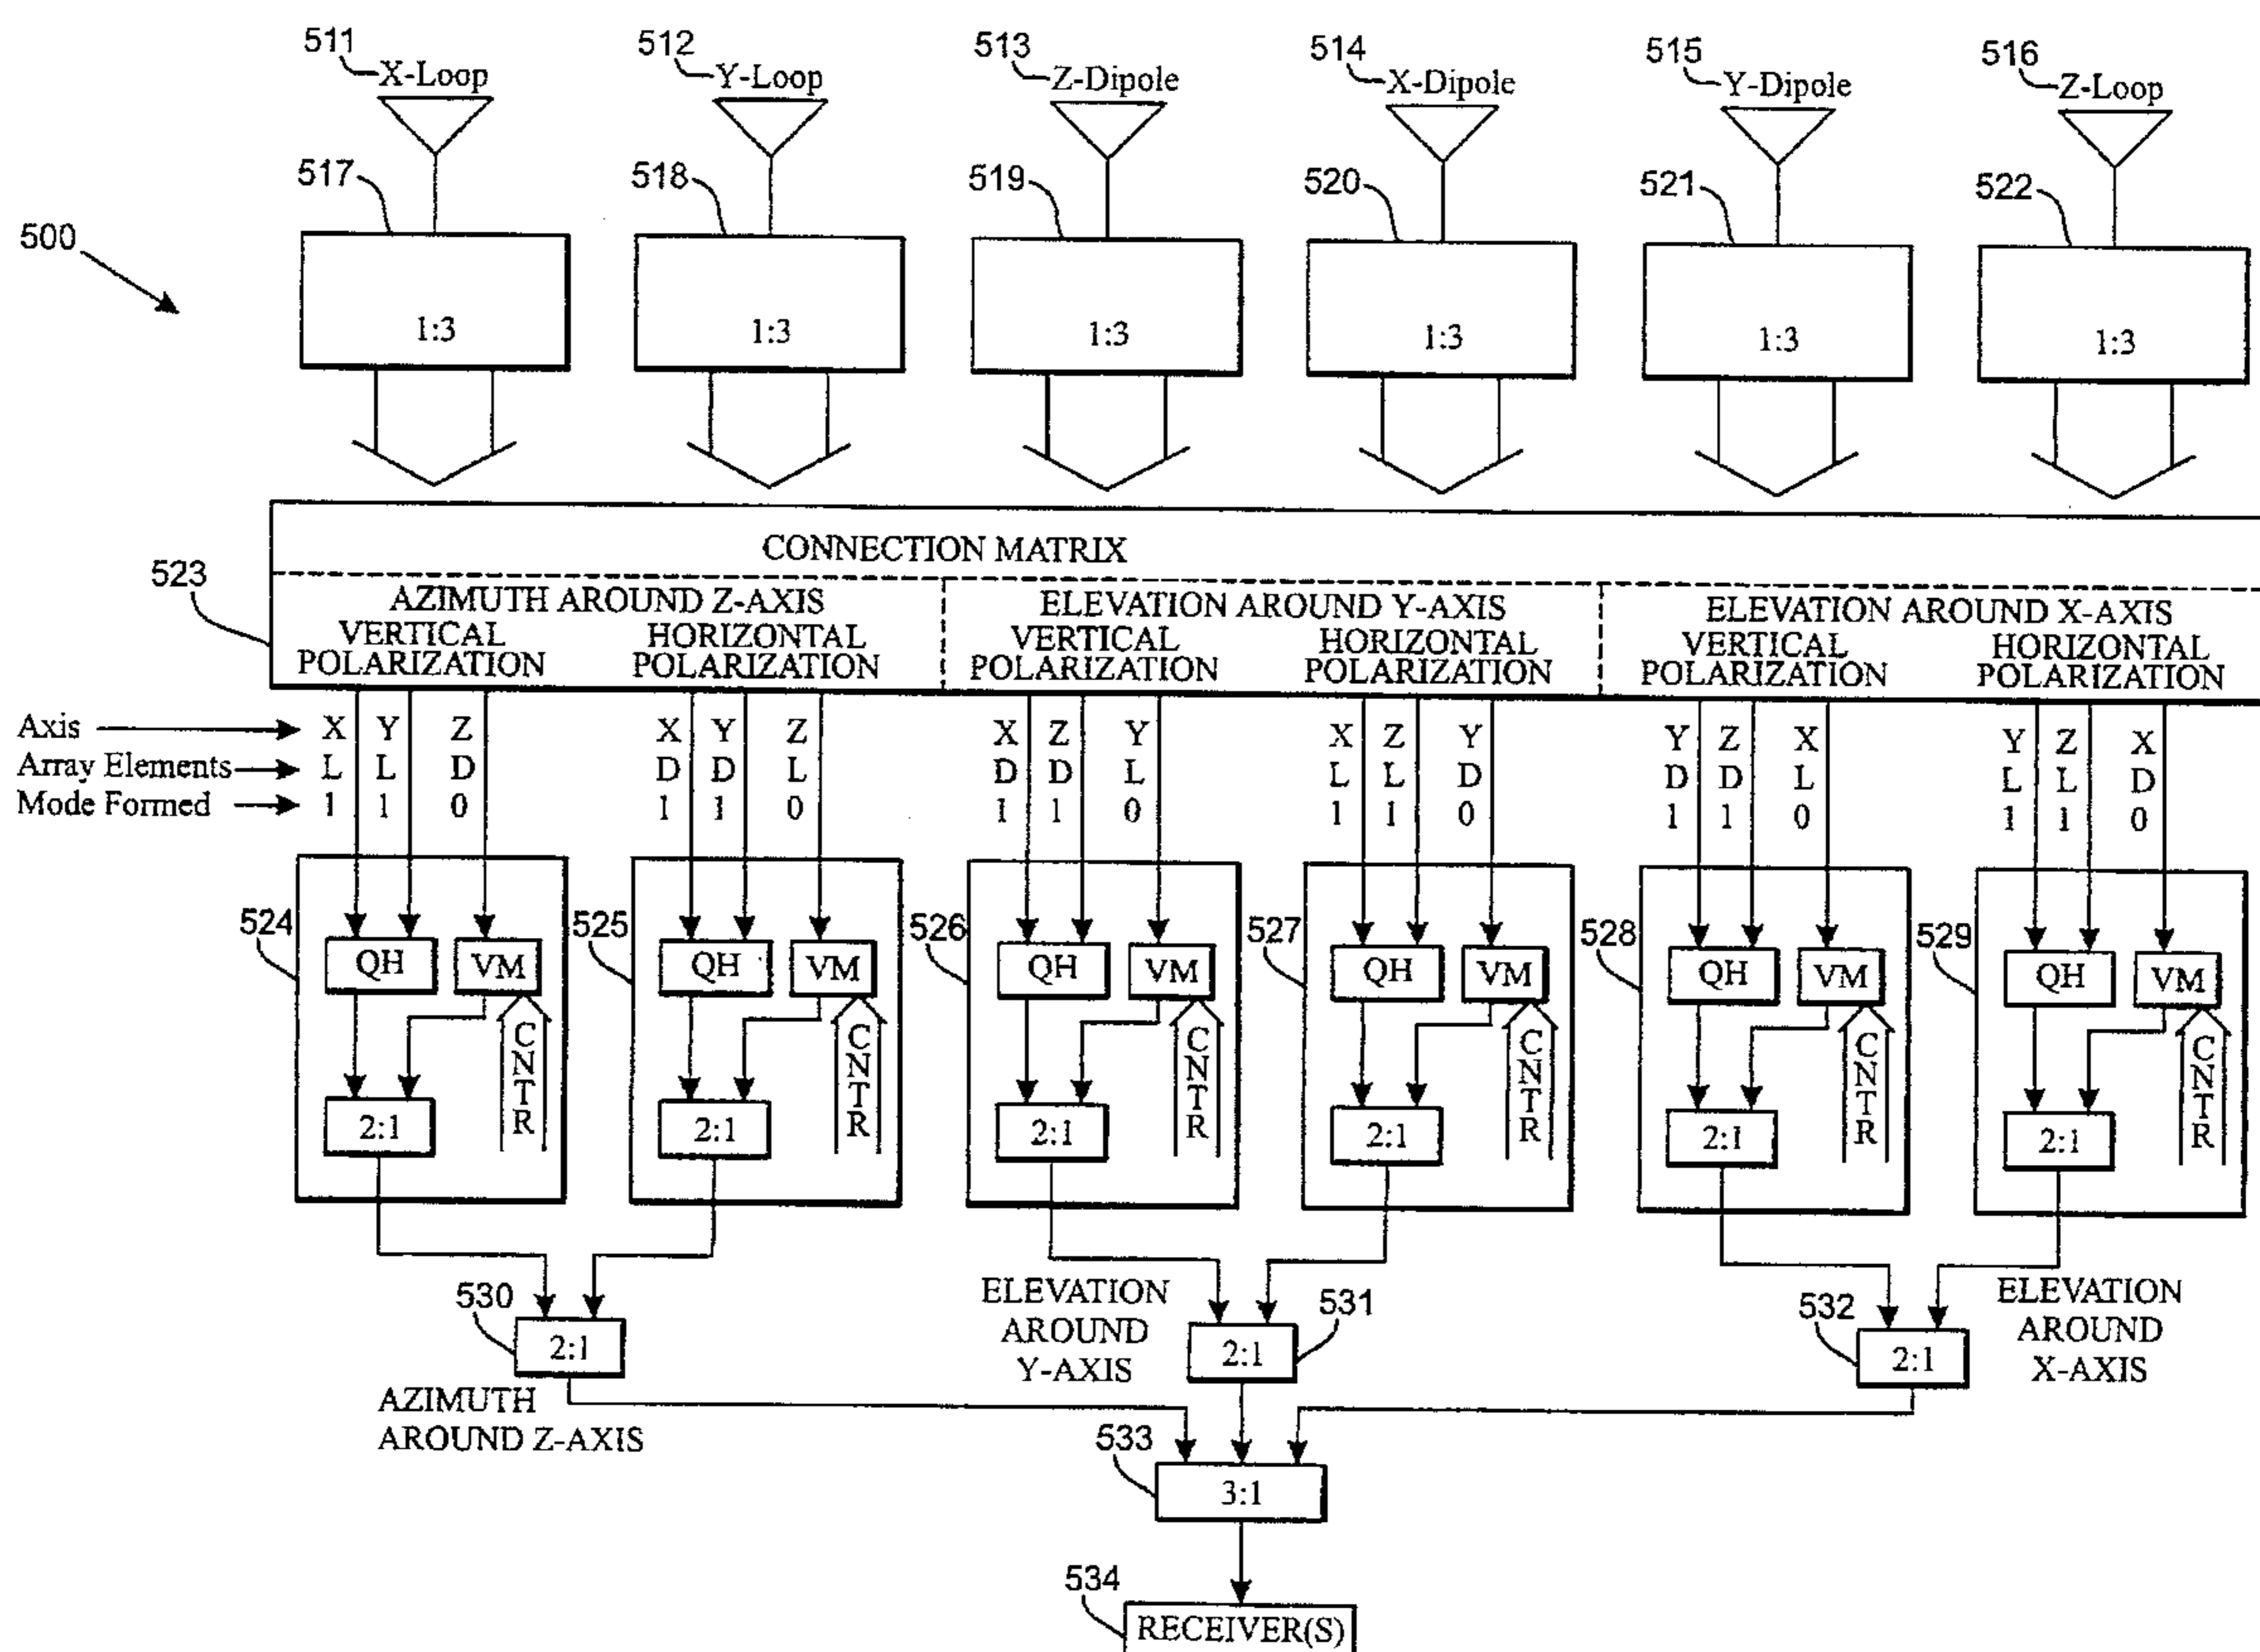 511 512 513 514 515 516
X-Loop Y-Loop Z-Dipole X-Dipole Y-Dipole Z-Loop
517 518 519 520 521 522
500
1:3 1:3 1:3 1:3 1:3 1:3
CONNECTION MATRIX
523
AZIMUTH AROUND Z-AXIS ELEVATION AROUND Y-AXIS ELEVATION AROUND X-AXIS
VERTICAL HORIZONTAL VERTICAL HORIZONTAL VERTICAL HORIZONTAL
POLARIZATION POLARIZATION POLARIZATION POLARIZATION POLARIZATION POLARIZATION
Axis X Y Z X Y Z X Z Y X Z Y Y Z X Y Z X
Array Elements L L D D D L D D L L L D D D L L L D
Mode Formed 1 1 0 1 1 0 1 1 0 1 1 0 1 1 0 1 1 0
524 525 526 527 528 529
QH VM QH VM QH VM QH VM QH VM QH VM
CNTR CNTR CNTR CNTR CNTR CNTR
2:1 2:1 2:1 2:1 2:1 2:1
530 531 532
2:1 2:1 2:1
ELEVATION
AROUND
Y-AXIS
ELEVATION
AROUND
X-AXIS
AZIMUTH
AROUND Z-AXIS
533
3:1
534
RECEIVER(S)